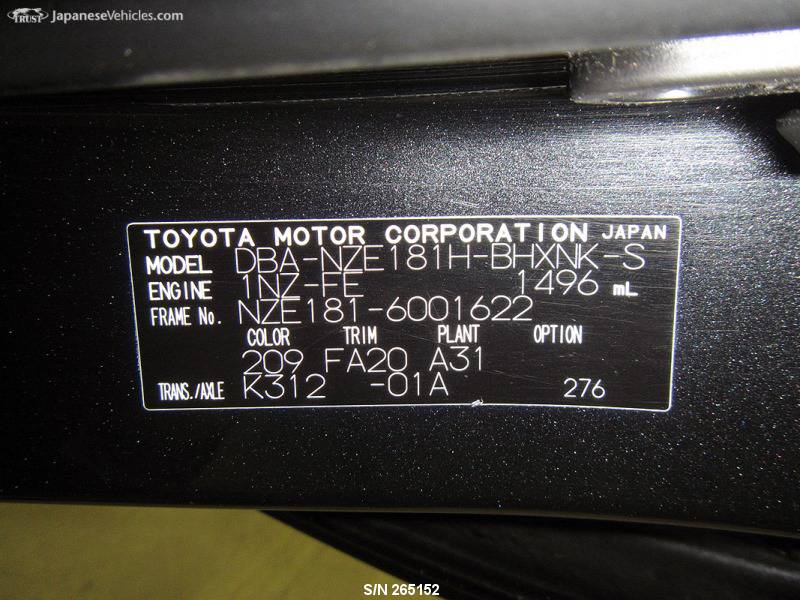 TRUST JapaneseVehicles.com
TOYOTA MOTOR CORPORATION JAPAN
MODEL DBA-NZE181H-BHXNK-S
ENGINE 1NZ-FE 1496 mL
FRAME No. NZE181-6001622
COLOR TRIM PLANT OPTION
209 FA20 A31
TRANS./AXLE K312 -01A 276
S/N 265152